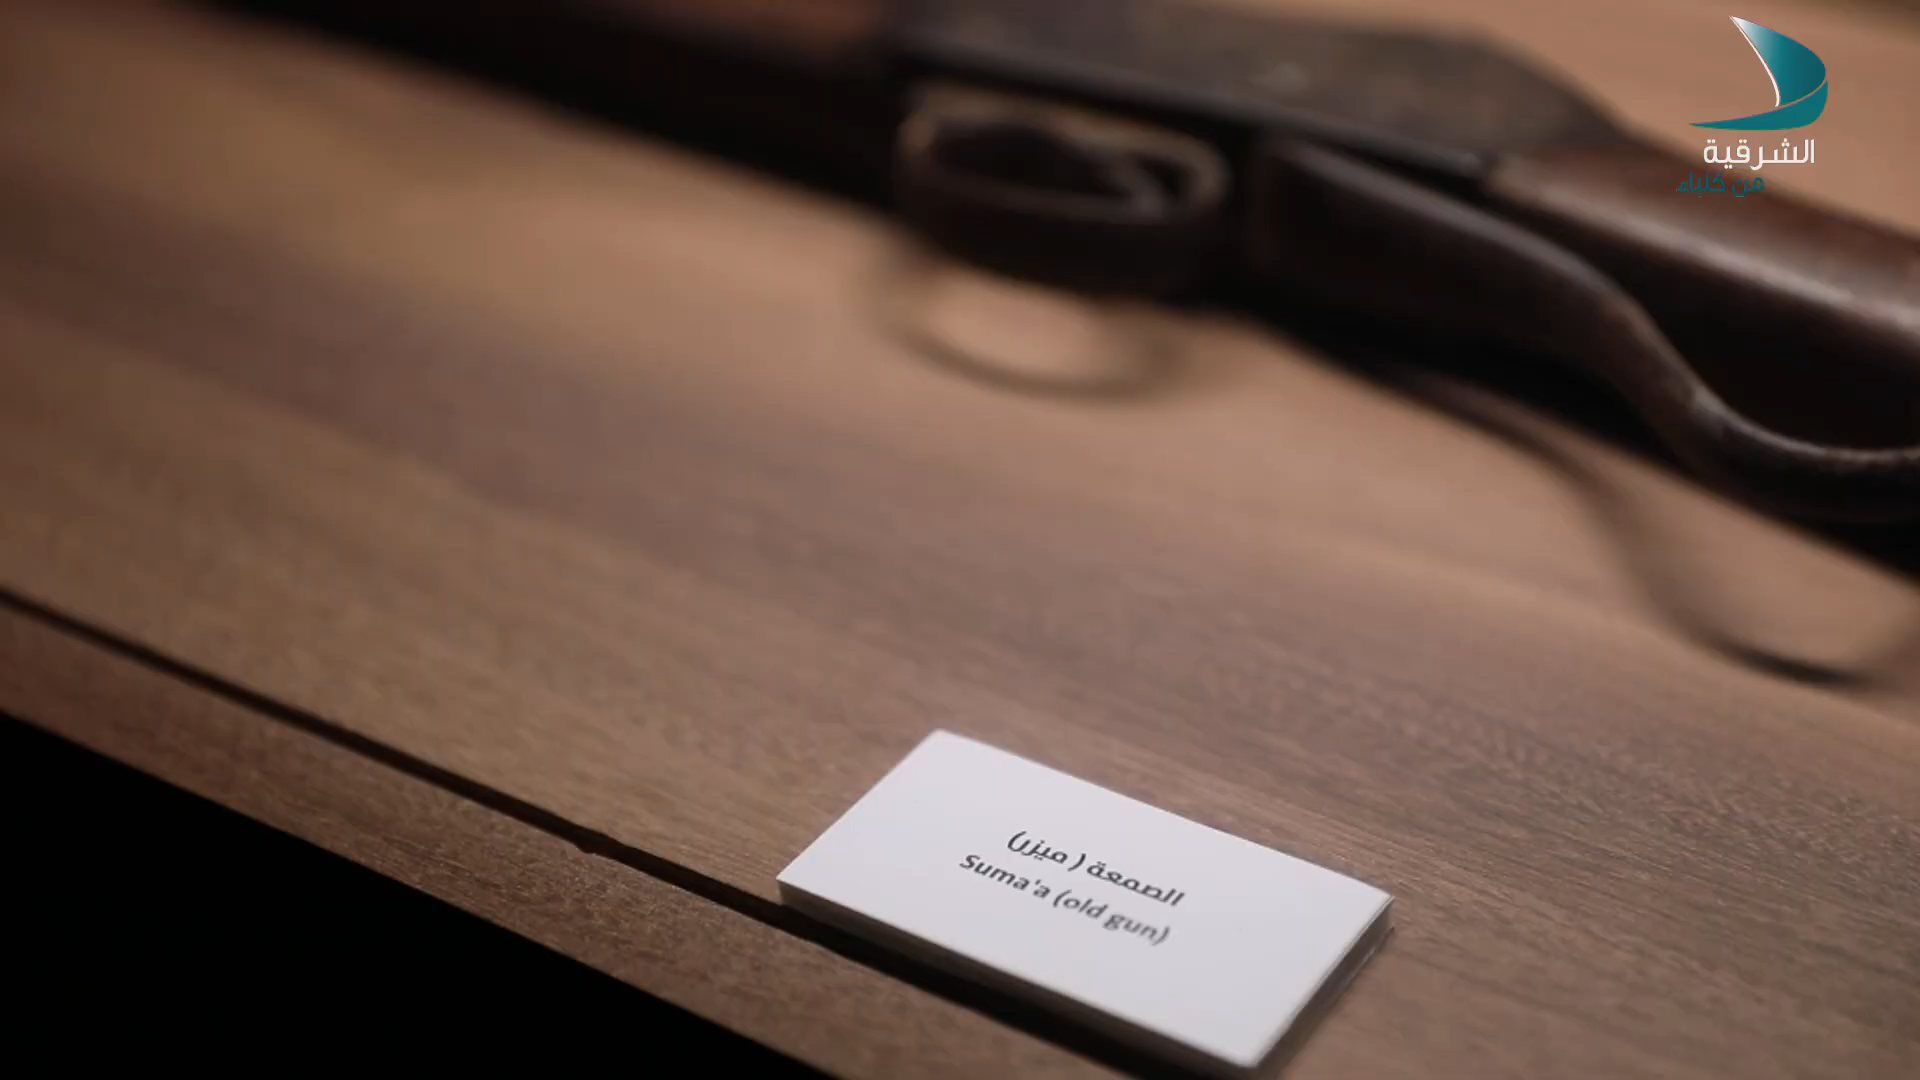 الشرقية
من كلباء
الصمعة ( ميزر)
Suma'a (old gun)